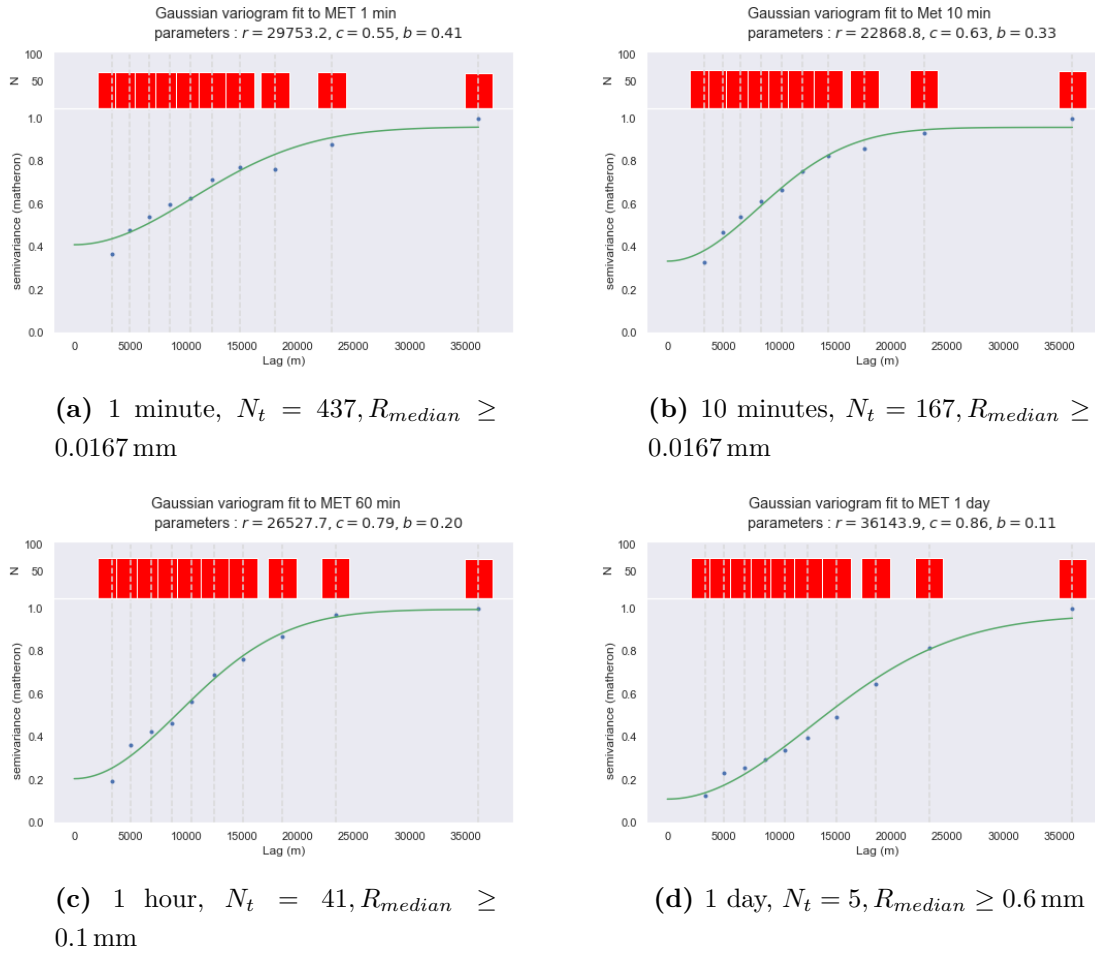 Gaussian variogram fit to MET 1 min
parameters : r = 29753.2, c = 0.55, b = 0.41
100
50
N
1.0
0.8
0.6
0.4
0.2
0.0
semivariance (matheron)
0 5000 10000 15000 20000 25000 30000 35000
Lag (m)
(a) 1 minute, N_t = 437, R_median ≥
0.0167 mm
Gaussian variogram fit to Met 10 min
parameters : r = 22868.8, c = 0.63, b = 0.33
100
50
N
1.0
0.8
0.6
0.4
0.2
0.0
semivariance (matheron)
0 5000 10000 15000 20000 25000 30000 35000
Lag (m)
(b) 10 minutes, N_t = 167, R_median ≥
0.0167 mm
Gaussian variogram fit to MET 60 min
parameters : r = 26527.7, c = 0.79, b = 0.20
100
50
N
1.0
0.8
0.6
0.4
0.2
0.0
semivariance (matheron)
0 5000 10000 15000 20000 25000 30000 35000
Lag (m)
(c) 1 hour, N_t = 41, R_median ≥
0.1 mm
Gaussian variogram fit to MET 1 day
parameters : r = 36143.9, c = 0.86, b = 0.11
100
50
N
1.0
0.8
0.6
0.4
0.2
0.0
semivariance (matheron)
0 5000 10000 15000 20000 25000 30000 35000
Lag (m)
(d) 1 day, N_t = 5, R_median ≥ 0.6 mm